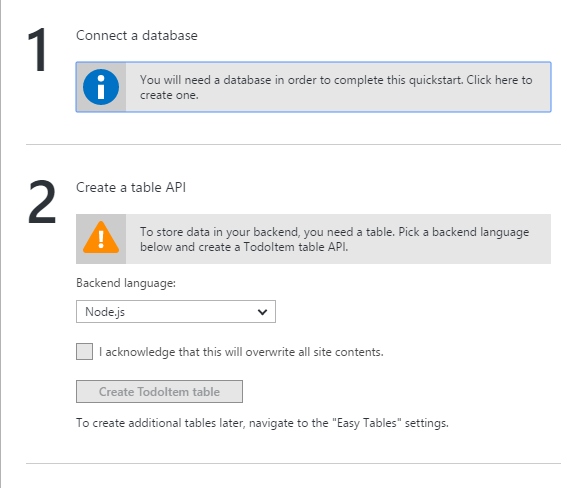 1
Connect a database
You will need a database in order to complete this quickstart. Click here to
create one.
2
Create a table API
To store data in your backend, you need a table. Pick a backend language
below and create a TodoItem table API.
Backend language:
Node.js
I acknowledge that this will overwrite all site contents.
Create TodoItem table
To create additional tables later, navigate to the "Easy Tables" settings.